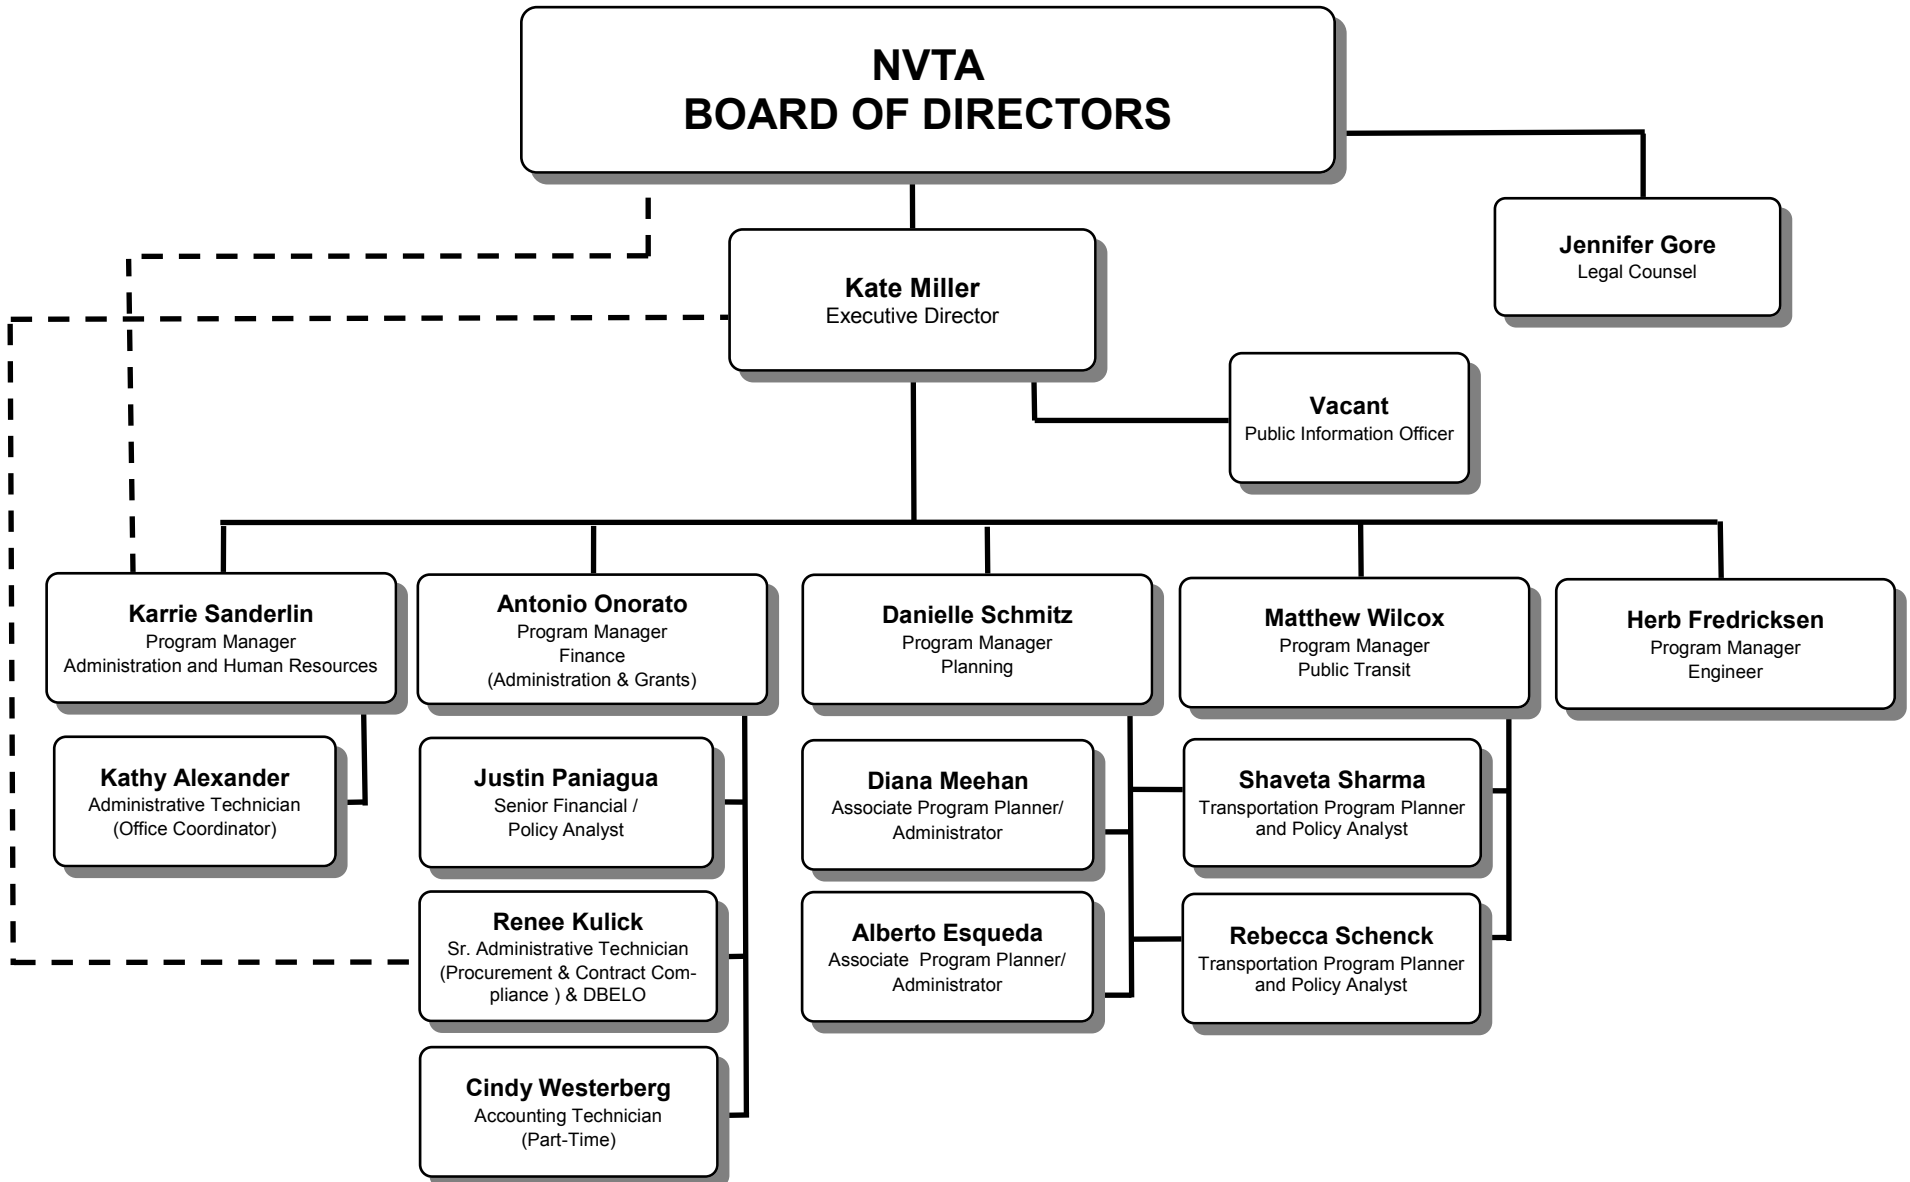 NVTA
BOARD OF DIRECTORS
Jennifer Gore
Legal Counsel
Kate Miller
Executive Director
Vacant
Public Information Officer
Karrie Sanderlin
Program Manager
Administration and Human Resources
Antonio Onorato
Program Manager
Finance
(Administration & Grants)
Danielle Schmitz
Program Manager
Planning
Matthew Wilcox
Program Manager
Public Transit
Herb Fredricksen
Program Manager
Engineer
Kathy Alexander
Administrative Technician
(Office Coordinator)
Justin Paniagua
Senior Financial /
Policy Analyst
Diana Meehan
Associate Program Planner/
Administrator
Shaveta Sharma
Transportation Program Planner
and Policy Analyst
Renee Kulick
Sr. Administrative Technician
(Procurement & Contract Com-
pliance ) & DBELO
Alberto Esqueda
Associate  Program Planner/
Administrator
Rebecca Schenck
Transportation Program Planner
and Policy Analyst
Cindy Westerberg
Accounting Technician
(Part-Time)